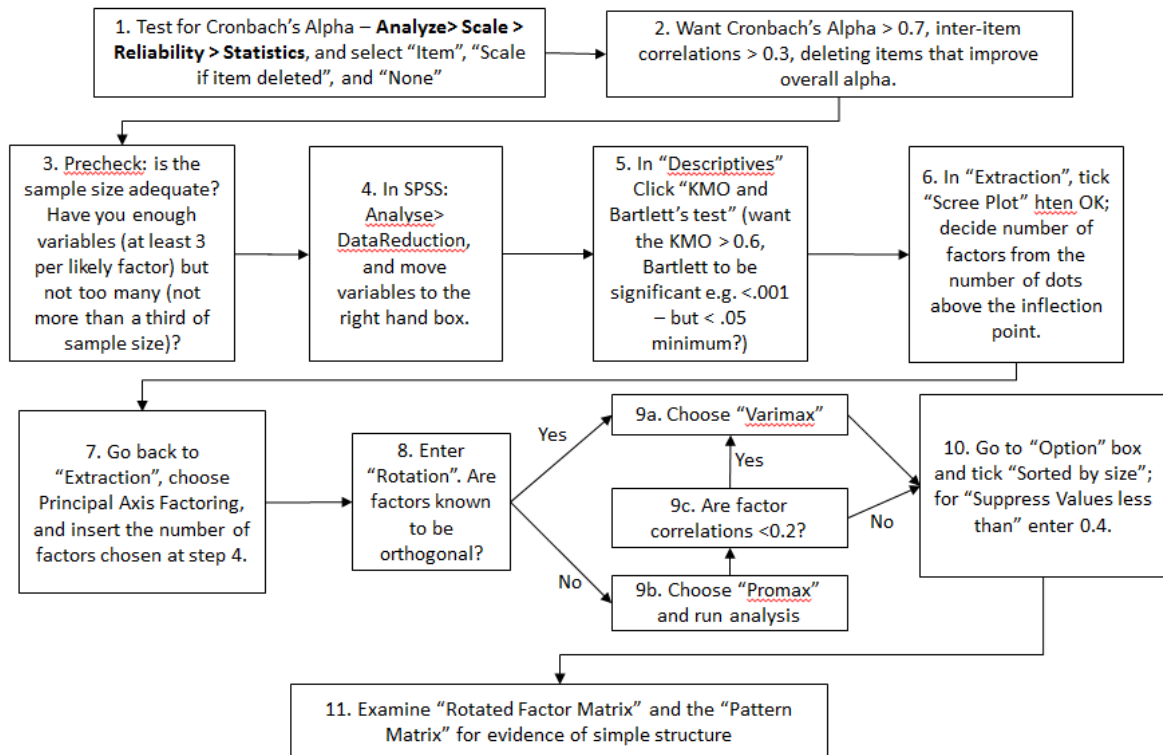 1. Test for Cronbach’s Alpha – Analyze> Scale >
Reliability > Statistics, and select “Item”, “Scale
if item deleted”, and “None”
2. Want Cronbach’s Alpha > 0.7, inter-item
correlations > 0.3, deleting items that improve
overall alpha.
3. Precheck: is the
sample size adequate?
Have you enough
variables (at least 3
per likely factor) but
not too many (not
more than a third of
sample size)?
4. In SPSS:
Analyse>
DataReduction,
and move
variables to the
right hand box.
5. In “Descriptives”
Click “KMO and
Bartlett’s test” (want
the KMO > 0.6,
Bartlett to be
significant e.g. <.001
– but < .05
minimum?)
6. In “Extraction”, tick
“Scree Plot” hten OK;
decide number of
factors from the
number of dots
above the inflection
point.
7. Go back to
“Extraction”, choose
Principal Axis Factoring,
and insert the number of
factors chosen at step 4.
8. Enter
“Rotation”. Are
factors known
to be
orthogonal?
Yes
No
9a. Choose “Varimax”
Yes
9c. Are factor
correlations <0.2?
No
9b. Choose “Promax”
and run analysis
10. Go to “Option” box
and tick “Sorted by size”;
for “Suppress Values less
than” enter 0.4.
11. Examine “Rotated Factor Matrix” and the “Pattern
Matrix” for evidence of simple structure